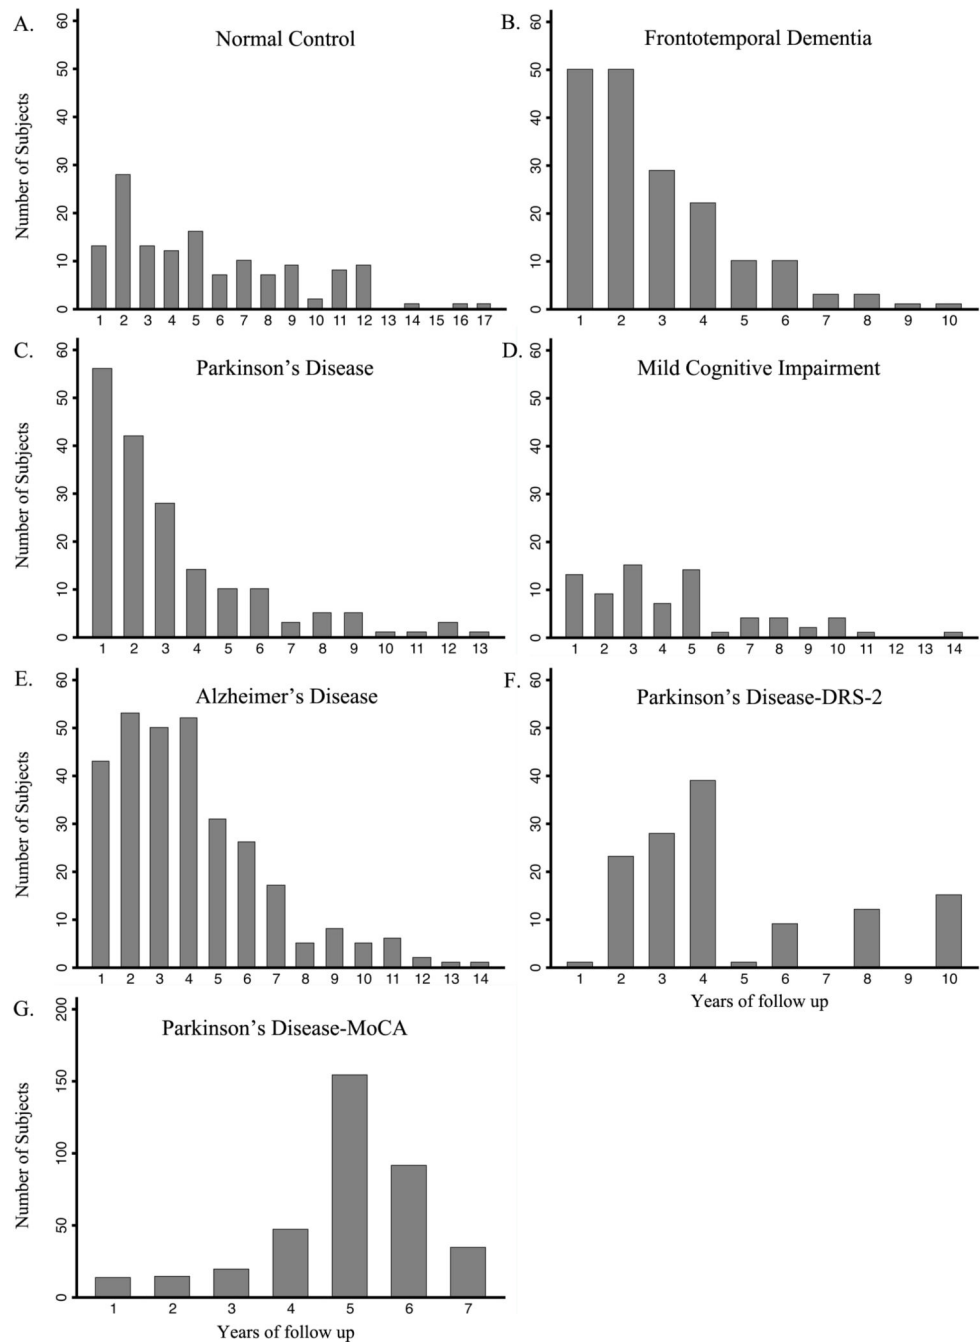 A.
Normal Control
Number of Subjects
60
50
40
30
20
10
0
1 2 3 4 5 6 7 8 9 10 11 12 13 14 15 16 17
B.
Frontotemporal Dementia
60
50
40
30
20
10
0
1 2 3 4 5 6 7 8 9 10
C.
Parkinson's Disease
Number of Subjects
60
50
40
30
20
10
0
1 2 3 4 5 6 7 8 9 10 11 12 13
D.
Mild Cognitive Impairment
60
50
40
30
20
10
0
1 2 3 4 5 6 7 8 9 10 11 12 13 14
E.
Alzheimer's Disease
Number of Subjects
60
50
40
30
20
10
0
1 2 3 4 5 6 7 8 9 10 11 12 13 14
F.
Parkinson's Disease-DRS-2
60
50
40
30
20
10
0
1 2 3 4 5 6 7 8 9 10
Years of follow up
G.
Parkinson's Disease-MoCA
Number of Subjects
200
150
100
50
0
1 2 3 4 5 6 7
Years of follow up